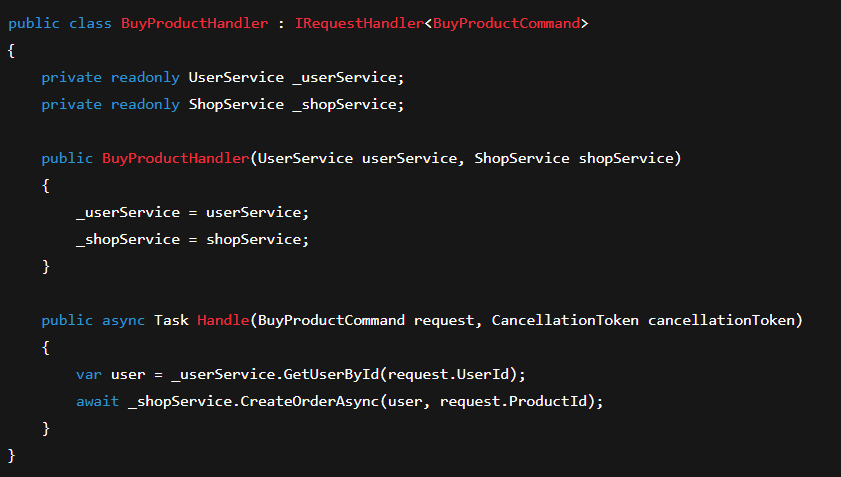 public class BuyProductHandler : IRequestHandler<BuyProductCommand>
{
    private readonly UserService _userService;
    private readonly ShopService _shopService;

    public BuyProductHandler(UserService userService, ShopService shopService)
    {
        _userService = userService;
        _shopService = shopService;
    }

    public async Task Handle(BuyProductCommand request, CancellationToken cancellationToken)
    {
        var user = _userService.GetUserById(request.UserId);
        await _shopService.CreateOrderAsync(user, request.ProductId);
    }
}